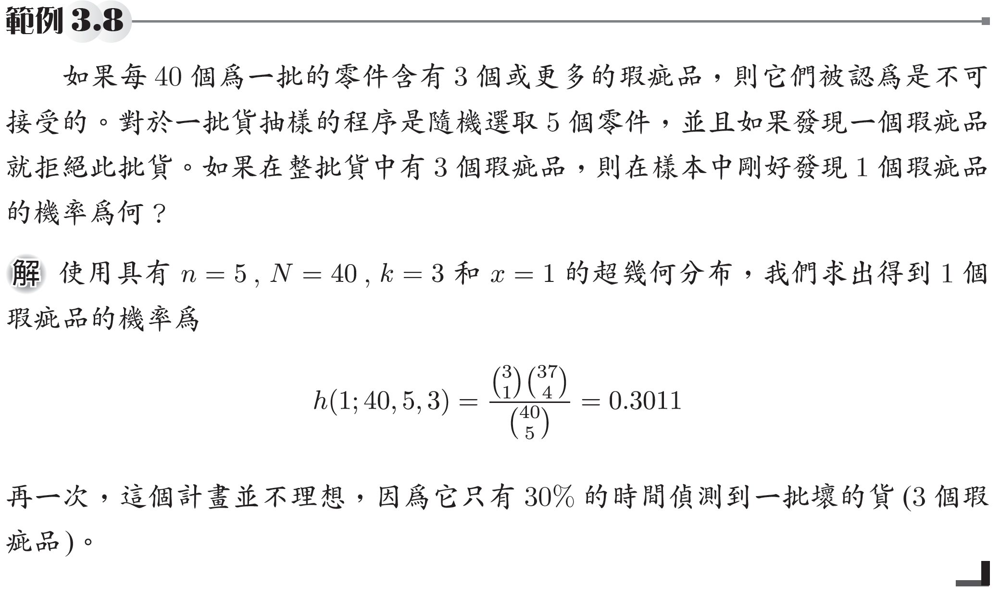 範例 3.8
如果每 40 個爲一批的零件含有 3 個或更多的瑕疵品，則它們被認爲是不可
接受的。對於一批貨抽樣的程序是隨機選取 5 個零件，並且如果發現一個瑕疵品
就拒絕此批貨。如果在整批貨中有 3 個瑕疵品，則在樣本中剛好發現 1 個瑕疵品
的機率爲何？
解 使用具有 n = 5 , N = 40 , k = 3 和 x = 1 的超幾何分布，我們求出得到 1 個
瑕疵品的機率爲
h(1; 40, 5, 3) = \frac{\binom{3}{1}\binom{37}{4}}{\binom{40}{5}} = 0.3011
再一次，這個計畫並不理想，因爲它只有 30% 的時間偵測到一批壞的貨 (3 個瑕
疵品)。